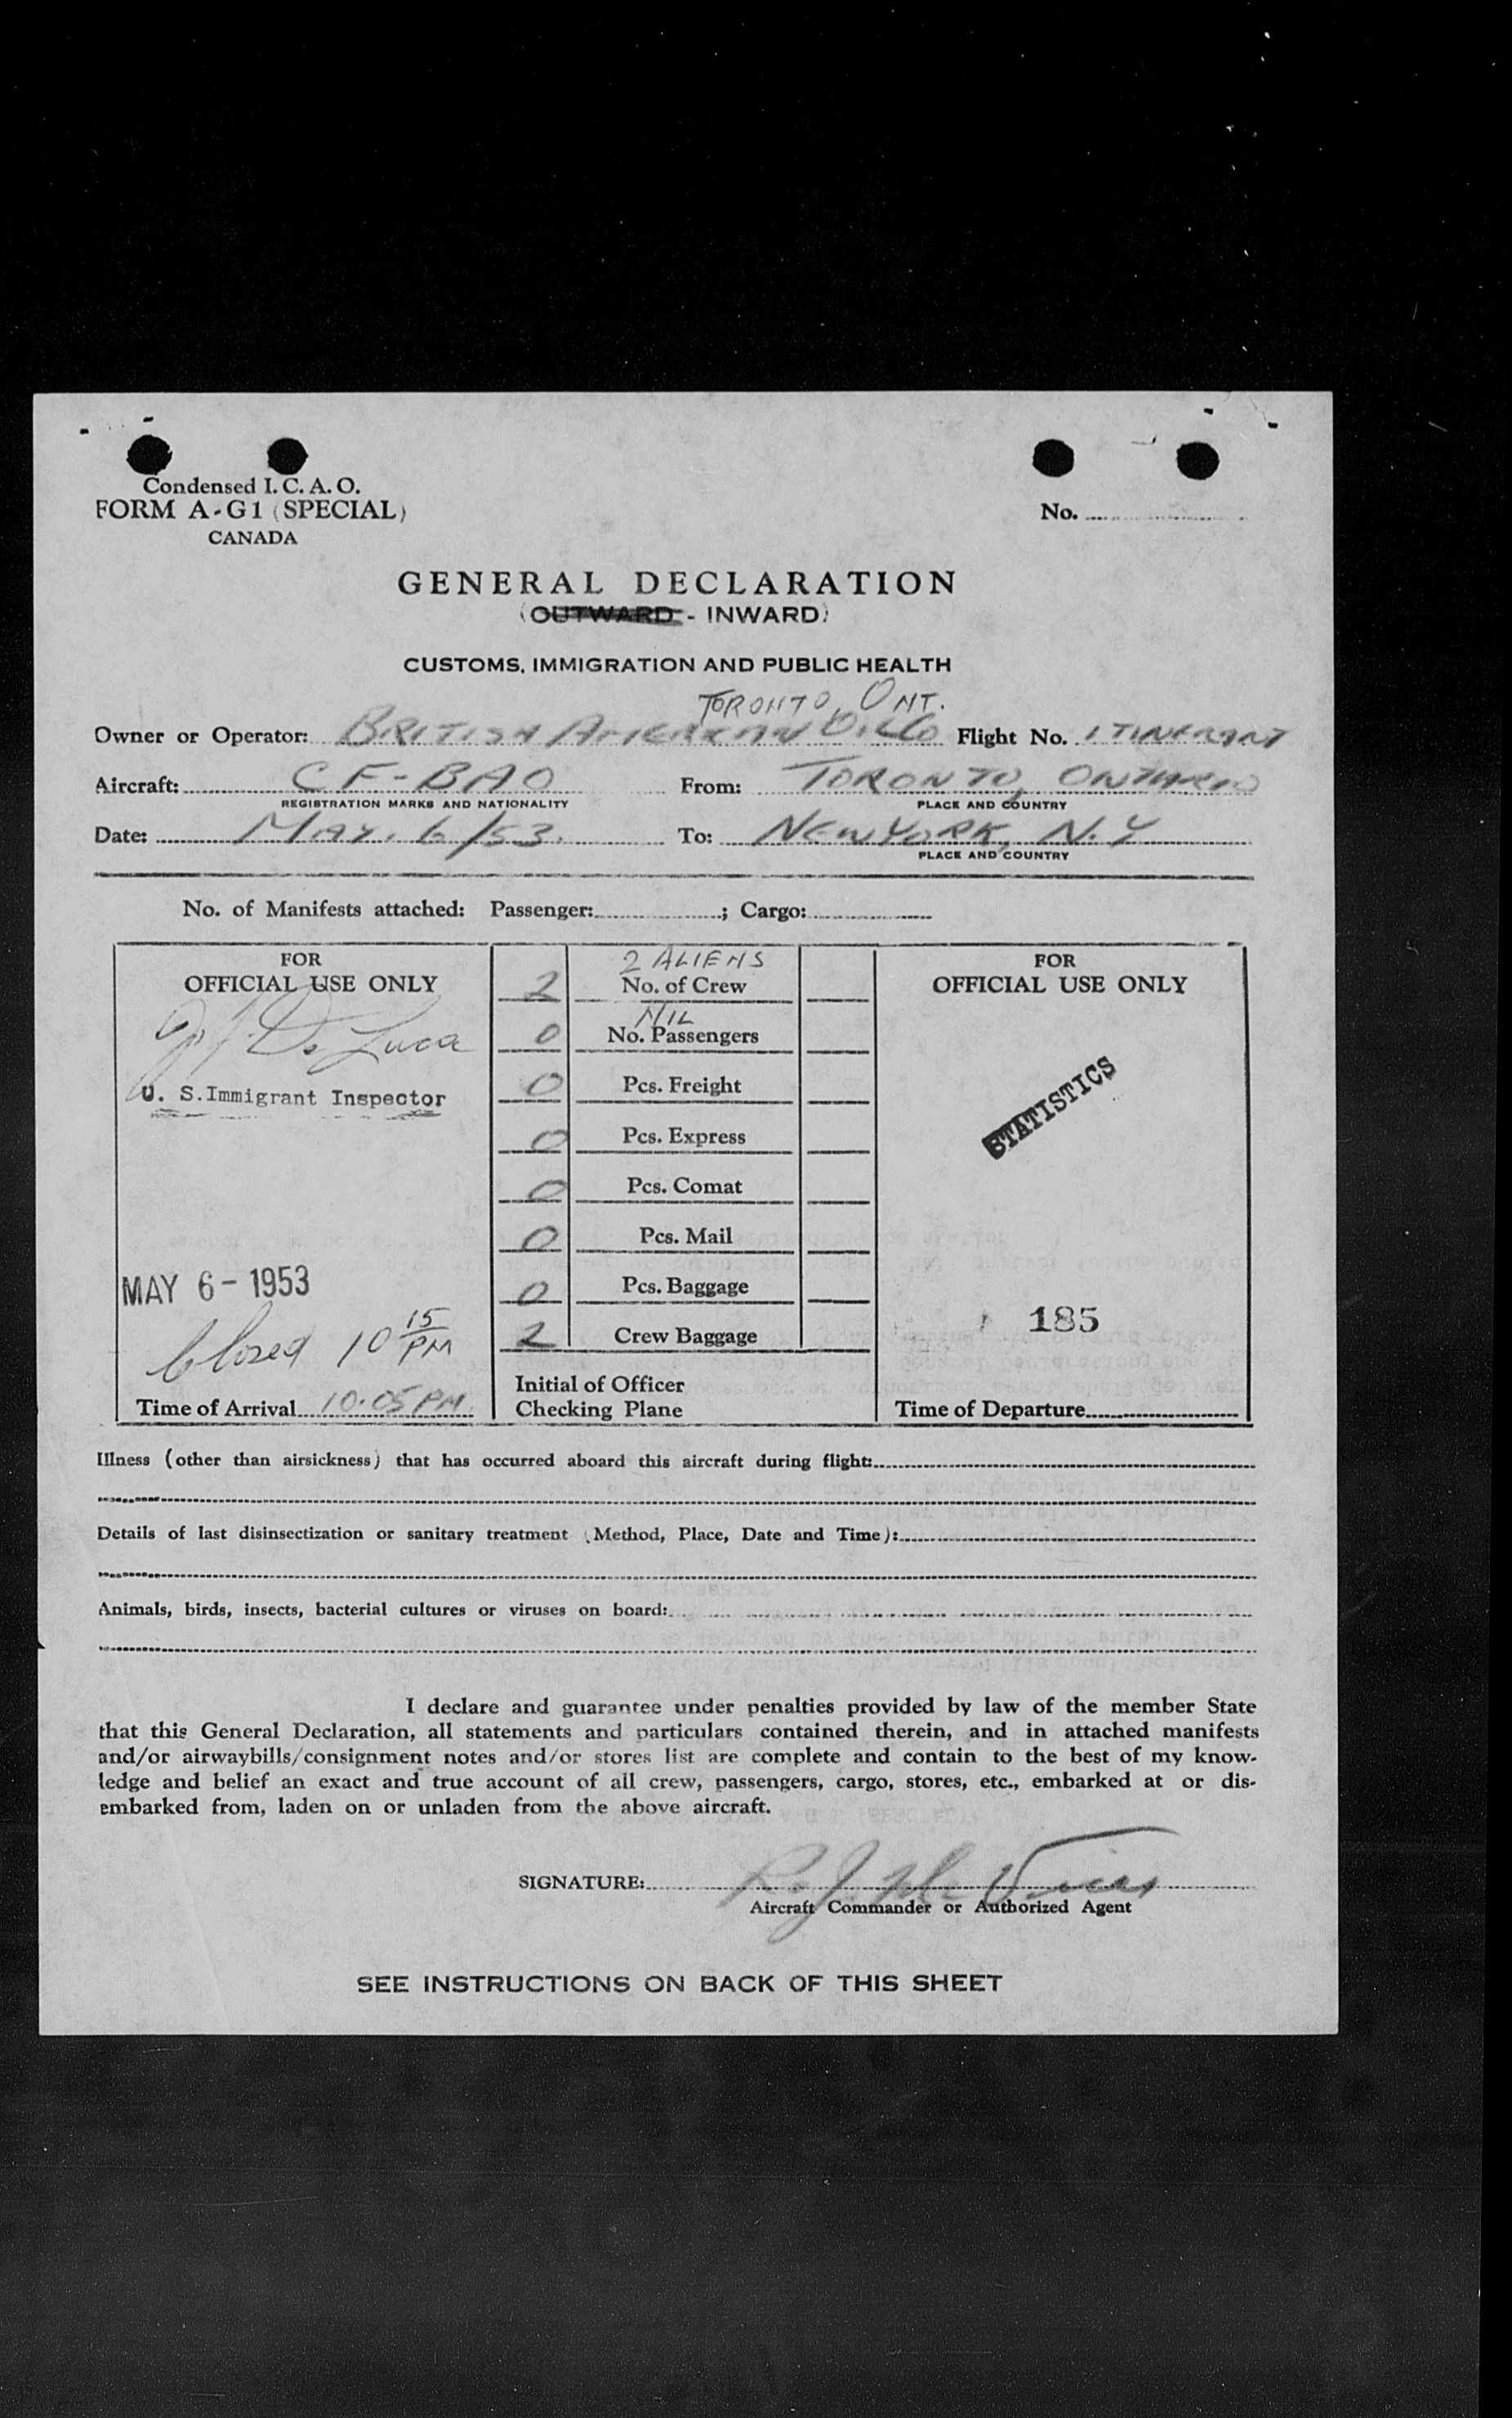 Condensed I. C. A. O.
FORM A-G1 (SPECIAL)
CANADA
No.
GENERAL DECLARATION
(OUTWARD - INWARD)
CUSTOMS, IMMIGRATION AND PUBLIC HEALTH
TORONTO, ONT.
Owner or Operator: BRITISH AMERICAN OIL CO Flight No. ITINERANT
Aircraft: CF-BAO From: TORONTO, ONTARIO
REGISTRATION MARKS AND NATIONALITY PLACE AND COUNTRY
Date: MAY. 6/53. To: NEW YORK, N.Y
PLACE AND COUNTRY
No. of Manifests attached: Passenger: ; Cargo:
FOR
OFFICIAL USE ONLY
De Luca
U. S. Immigrant Inspector
MAY 6 - 1953
Closed 10 15 PM
Time of Arrival 10.05 PM
2 ALIENS
2 No. of Crew
NIL
0 No. Passengers
0 Pcs. Freight
0 Pcs. Express
0 Pcs. Comat
0 Pcs. Mail
0 Pcs. Baggage
2 Crew Baggage
Initial of Officer
Checking Plane
FOR
OFFICIAL USE ONLY
STATISTICS
185
Time of Departure
Illness (other than airsickness) that has occurred aboard this aircraft during flight:
Details of last disinsectization or sanitary treatment (Method, Place, Date and Time):
Animals, birds, insects, bacterial cultures or viruses on board:
I declare and guarantee under penalties provided by law of the member State
that this General Declaration, all statements and particulars contained therein, and in attached manifests
and/or airwaybills/consignment notes and/or stores list are complete and contain to the best of my know-
ledge and belief an exact and true account of all crew, passengers, cargo, stores, etc., embarked at or dis-
embarked from, laden on or unladen from the above aircraft.
SIGNATURE: R. J. Mc
Aircraft Commander or Authorized Agent
SEE INSTRUCTIONS ON BACK OF THIS SHEET